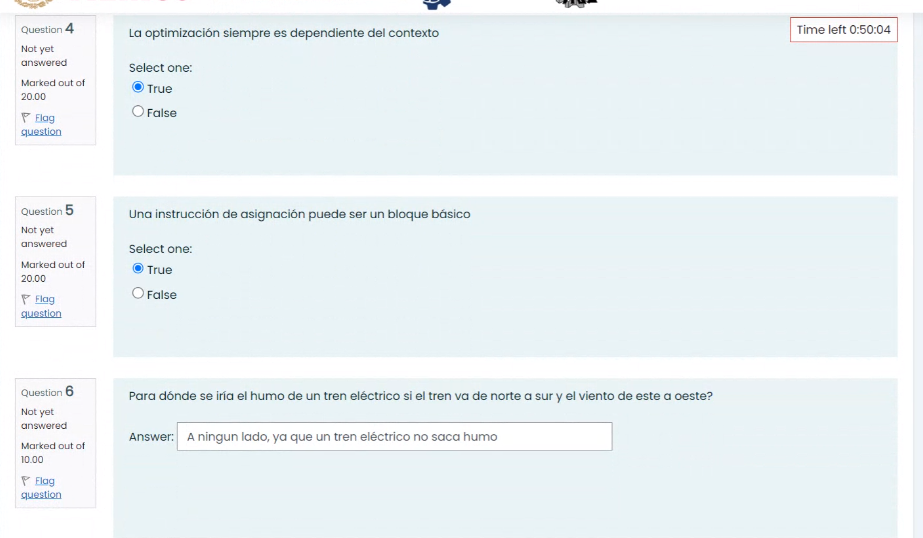 Question 4
Not yet
answered
Marked out of
20.00
Flag
question
La optimización siempre es dependiente del contexto
Time left 0:50:04
Select one:
True
False
Question 5
Not yet
answered
Marked out of
20.00
Flag
question
Una instrucción de asignación puede ser un bloque básico
Select one:
True
False
Question 6
Not yet
answered
Marked out of
10.00
Flag
question
Para dónde se iría el humo de un tren eléctrico si el tren va de norte a sur y el viento de este a oeste?
Answer: A ningun lado, ya que un tren eléctrico no saca humo